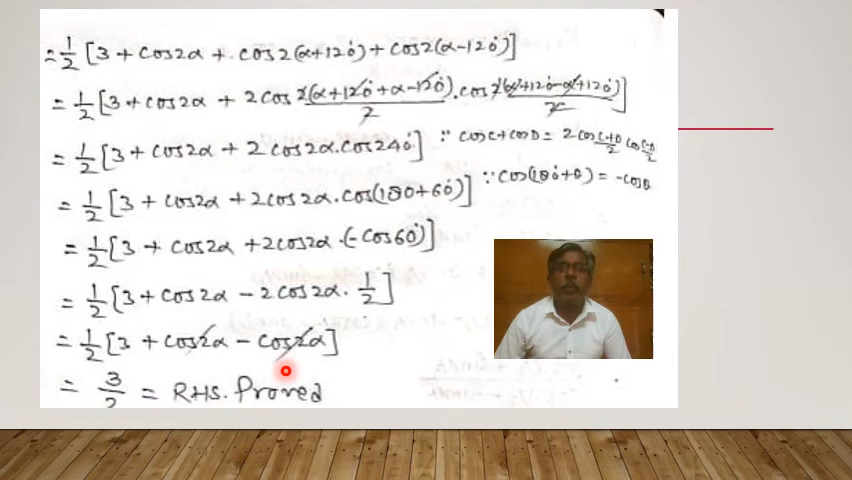 = 1/2 [3 + cos2α + cos2(α+120°) + cos2(α-120°)]
= 1/2 [3 + cos2α + 2cos 2(α+120°+α-120°)/2 . cos 2(α+120°-α+120°)/2]
= 1/2 [3 + cos2α + 2cos2α.cos240°] ∵ cosC+cosD = 2cos C+D/2 cos C-D/2
= 1/2 [3 + cos2α + 2cos2α.cos(180+60°)] ∵ cos(180°+θ) = -cosθ
= 1/2 [3 + cos2α + 2cos2α.(-cos60°)]
= 1/2 [3 + cos2α - 2cos2α. 1/2]
= 1/2 [3 + cos2α - cos2α]
= 3/2 = RHS. Proved